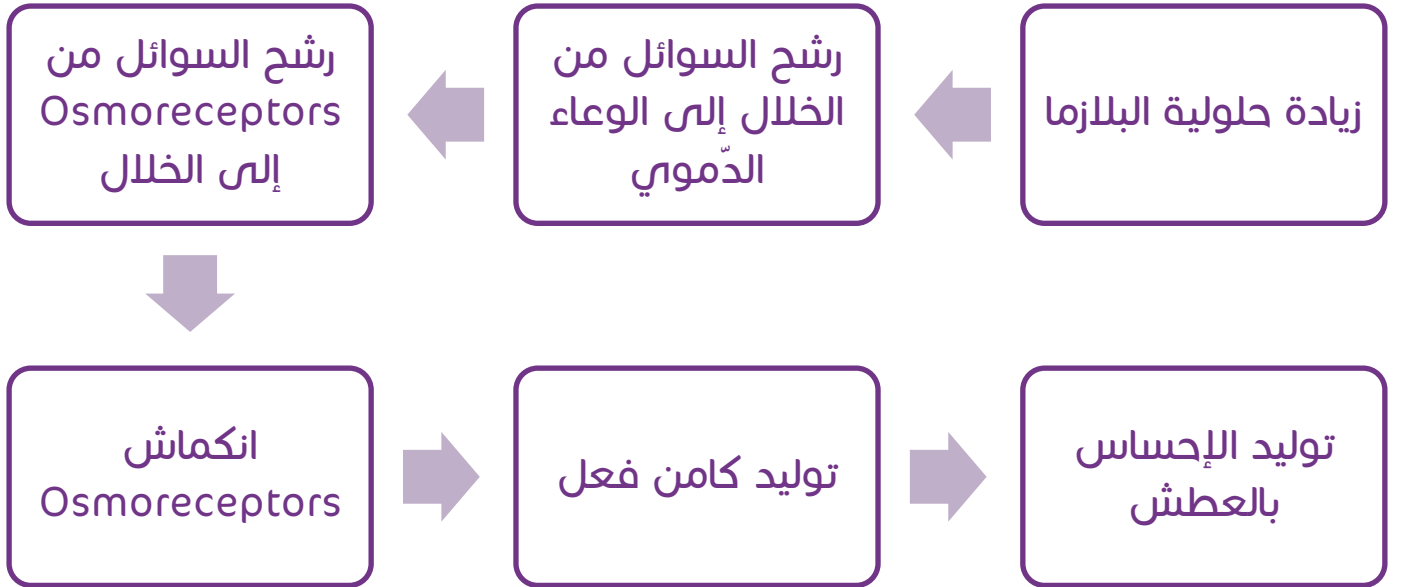 زيادة حلولية البلازما
رشح السوائل من
الخلال إلى الوعاء
الدّموي
رشح السوائل من
Osmoreceptors
إلى الخلال
انكماش
Osmoreceptors
توليد كامن فعل
توليد الإحساس
بالعطش